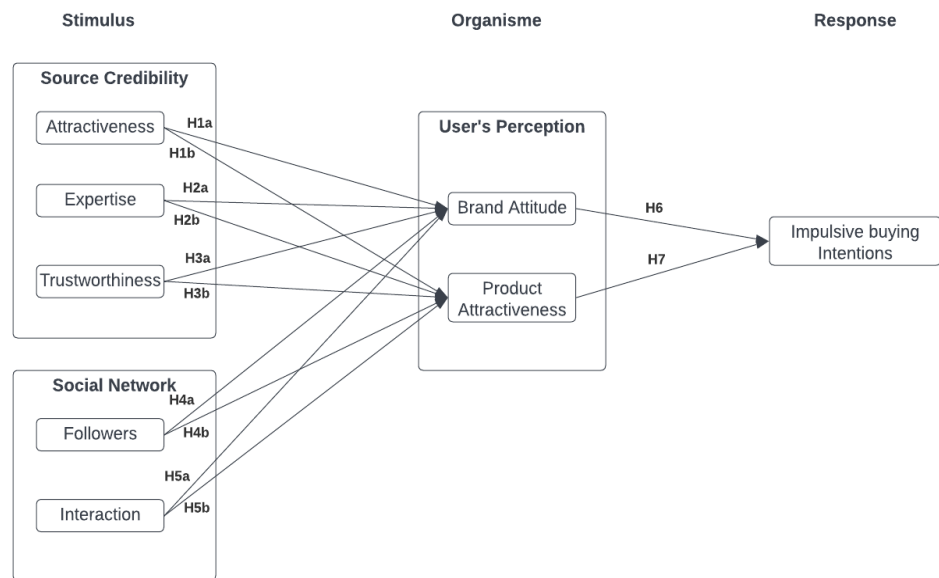 Stimulus
Organisme
Response
Source Credibility
Attractiveness
Expertise
Trustworthiness
H1a
H1b
H2a
H2b
H3a
H3b
Social Network
Followers
Interaction
H4a
H4b
H5a
H5b
User's Perception
Brand Attitude
Product
Attractiveness
H6
H7
Impulsive buying
Intentions